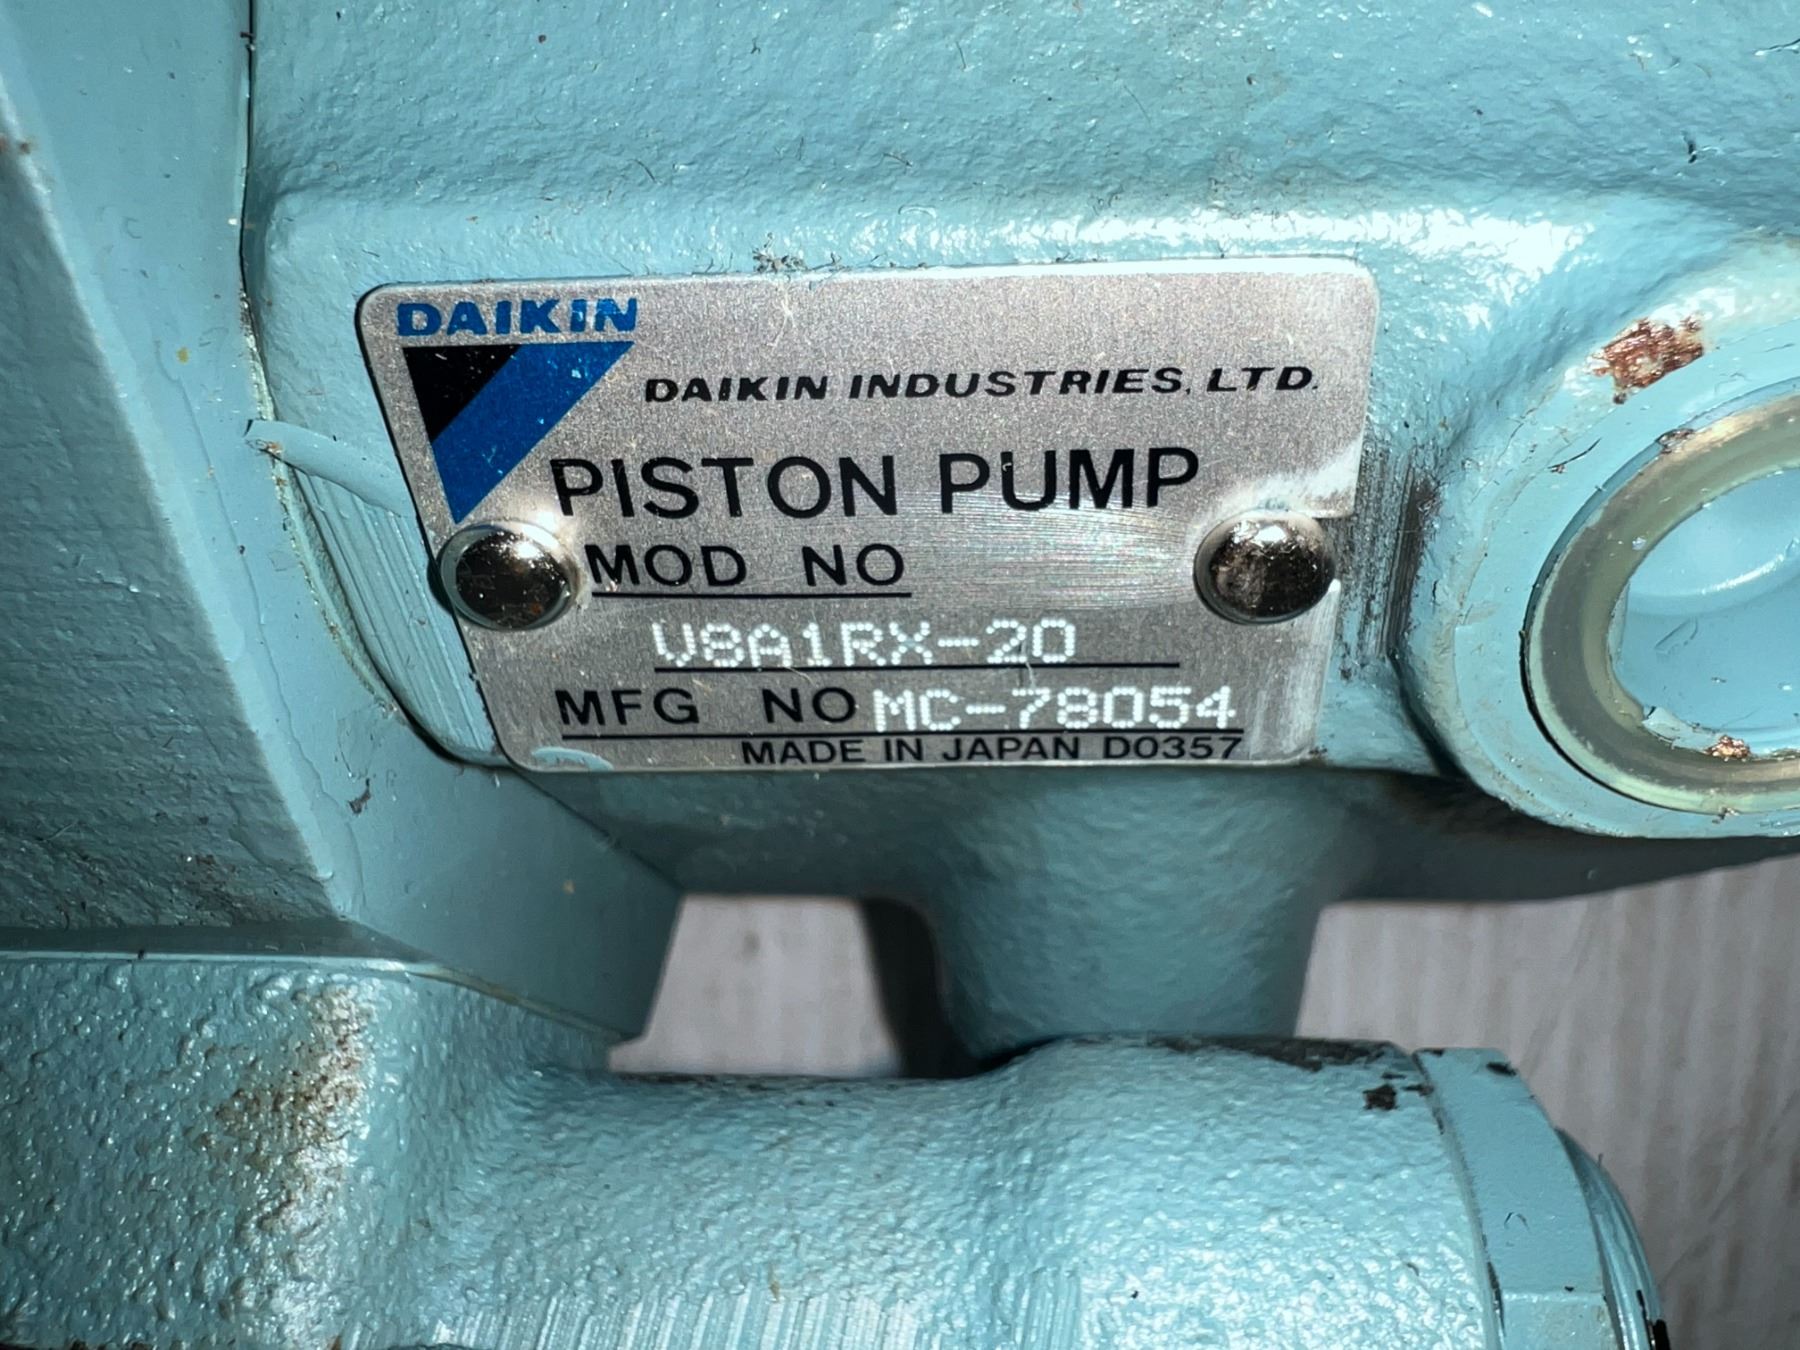 DAIKIN
DAIKIN INDUSTRIES, LTD.
PISTON PUMP
MOD NO
V8A1RX-20
MFG NO MC-78054
MADE IN JAPAN D0357